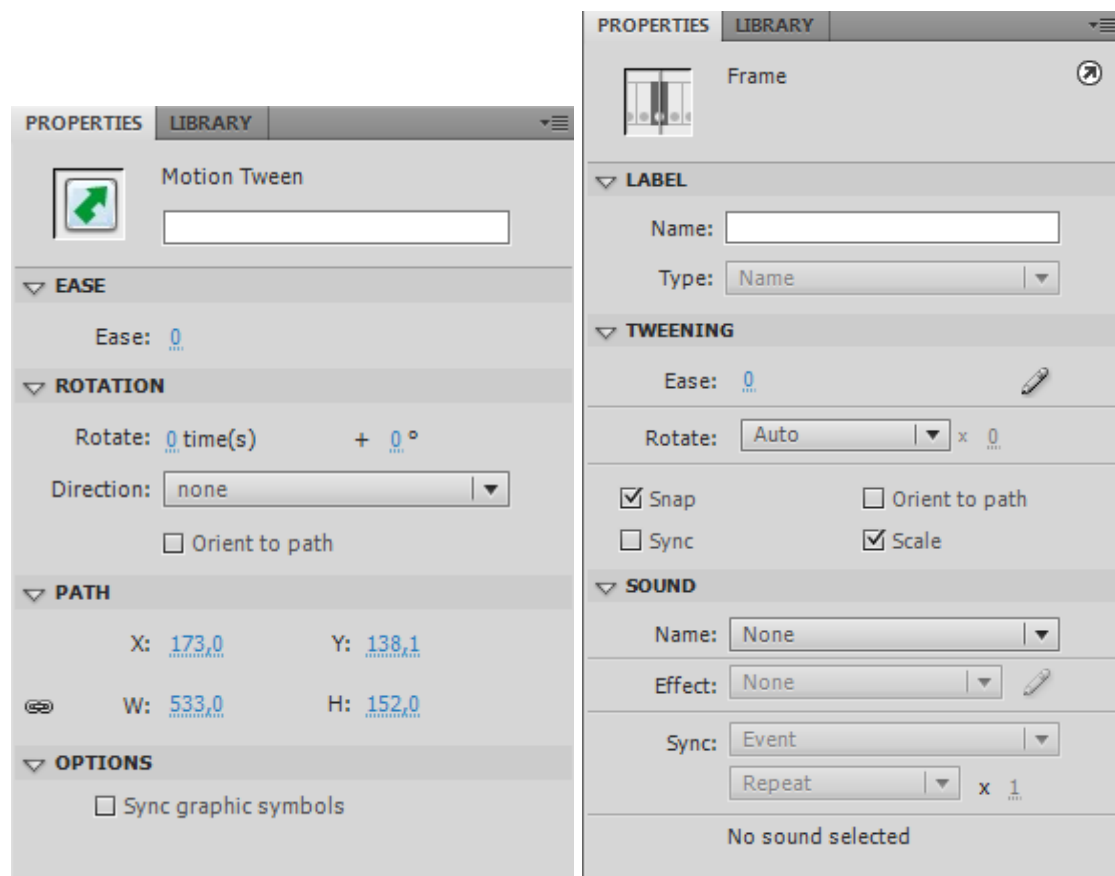 PROPERTIES LIBRARY
Motion Tween
EASE
Ease: 0
ROTATION
Rotate: 0 time(s) + 0 °
Direction: none
Orient to path
PATH
X: 173,0 Y: 138,1
W: 533,0 H: 152,0
OPTIONS
Sync graphic symbols
PROPERTIES LIBRARY
Frame
LABEL
Name:
Type: Name
TWEENING
Ease: 0
Rotate: Auto x 0
Snap Orient to path
Sync Scale
SOUND
Name: None
Effect: None
Sync: Event
Repeat x 1
No sound selected